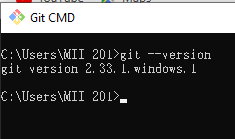 Git CMD
C:\Users\MII 201>git --version
git version 2.33.1.windows.1
C:\Users\MII 201>